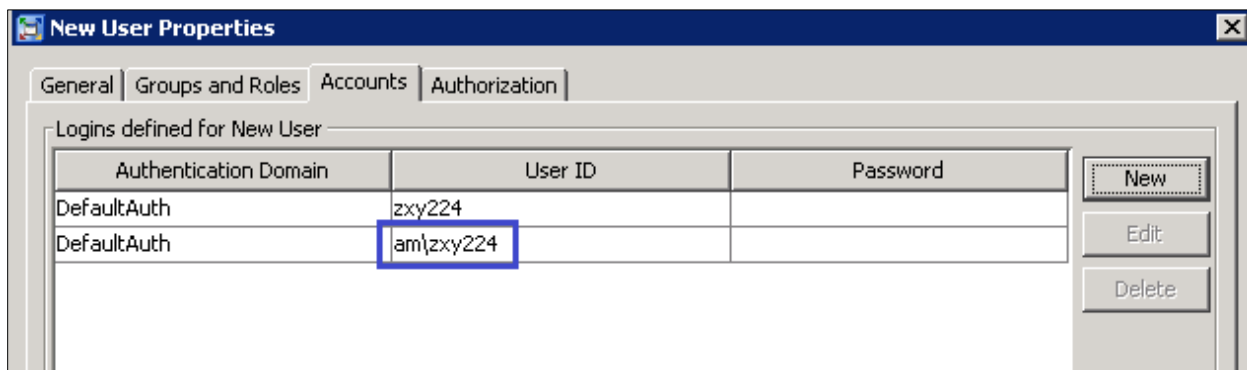 New User Properties
General Groups and Roles Accounts Authorization
Logins defined for New User
Authentication Domain User ID Password
New
DefaultAuth zxy224
Edit
DefaultAuth am\zxy224
Delete